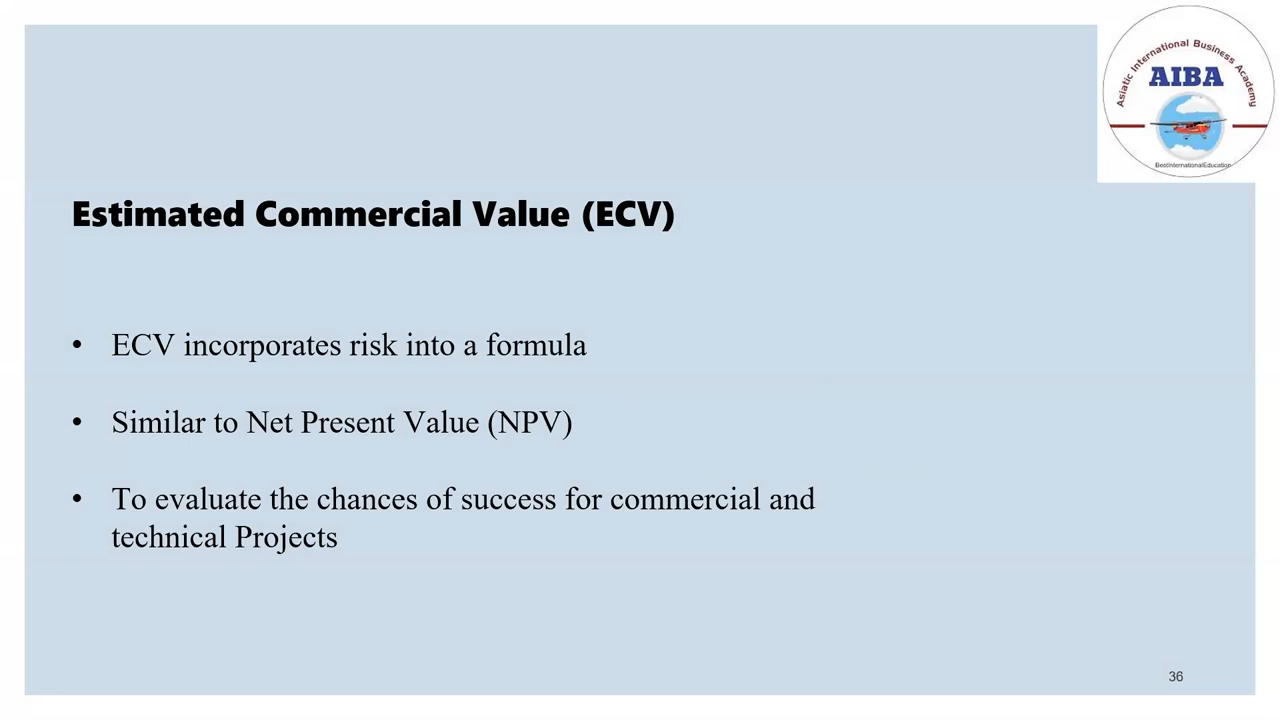 Asiatic International Business Academy
AIBA
BestInternationalEducation
Estimated Commercial Value (ECV)
• ECV incorporates risk into a formula
• Similar to Net Present Value (NPV)
• To evaluate the chances of success for commercial and
technical Projects
36